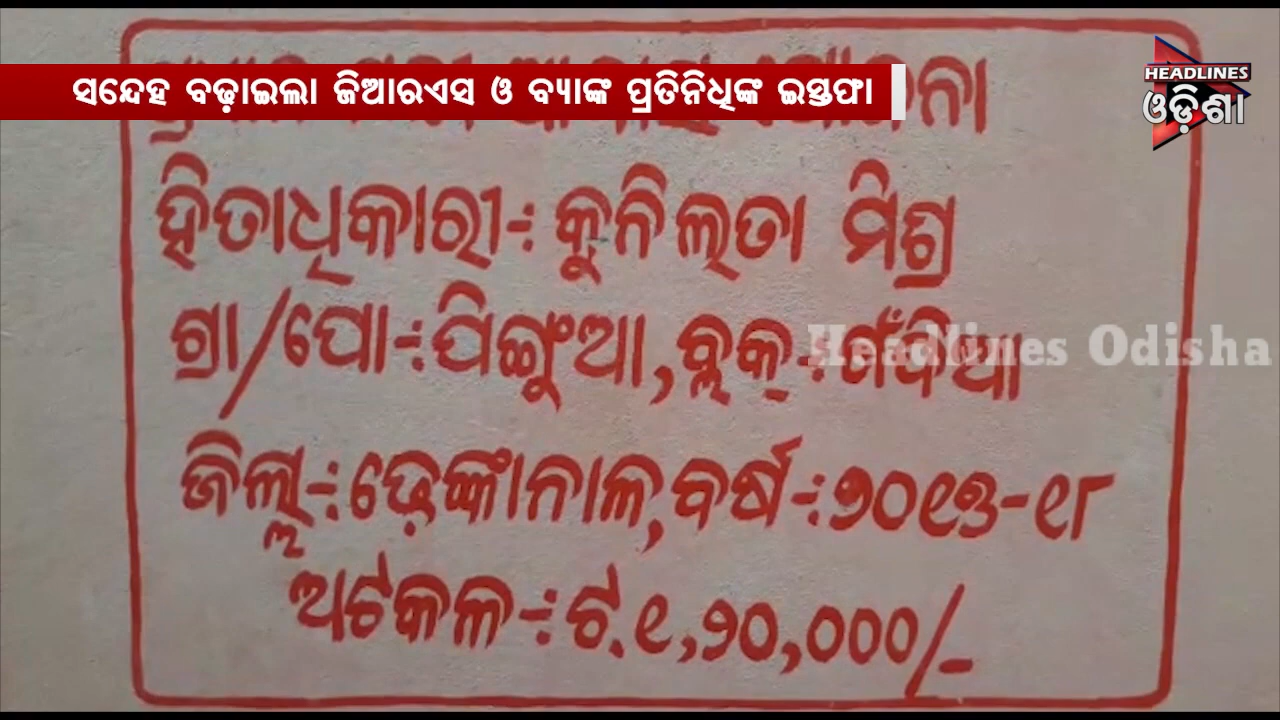 ସନ୍ଦେହ ବଢ଼ାଇଲା ଜିଆରଏସ ଓ ବ୍ୟାଙ୍କ ପ୍ରତିନିଧିଙ୍କ ଇସ୍ତଫା
HEADLINES
ଓଡ଼ିଶା
ହିତାଧିକାରୀ-: କୁନିଲତା ମିଶ୍ର
ଗ୍ରା/ପୋ-:ପିଙ୍ଗୁଆ,ବ୍ଲକ୍-:ଗଁଦିଆ
Headlines Odisha
ଜିଲ୍ଲା-:ଢ଼େଙ୍କାନାଳ,ବର୍ଷ-:୨୦୧୭-୧୮
ଅଟକଳ-:ଟ.୧,୨୦,୦୦୦/-